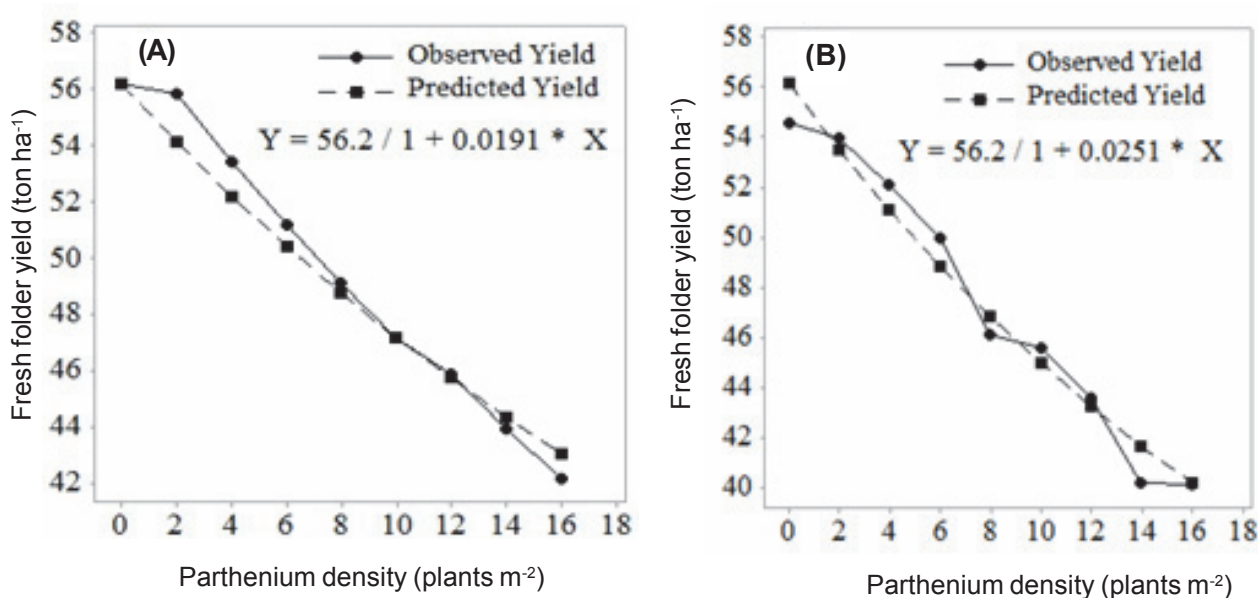 (A)
Observed Yield
Predicted Yield
Y = 56.2 / 1 + 0.0191 * X
58
56
54
52
50
48
46
44
42
0 2 4 6 8 10 12 14 16 18
Fresh folder yield (ton ha⁻¹)
Parthenium density (plants m⁻²)
(B)
Observed Yield
Predicted Yield
Y = 56.2 / 1 + 0.0251 * X
58
56
54
52
50
48
46
44
42
40
0 2 4 6 8 10 12 14 16 18
Fresh folder yield (ton ha⁻¹)
Parthenium density (plants m⁻²)